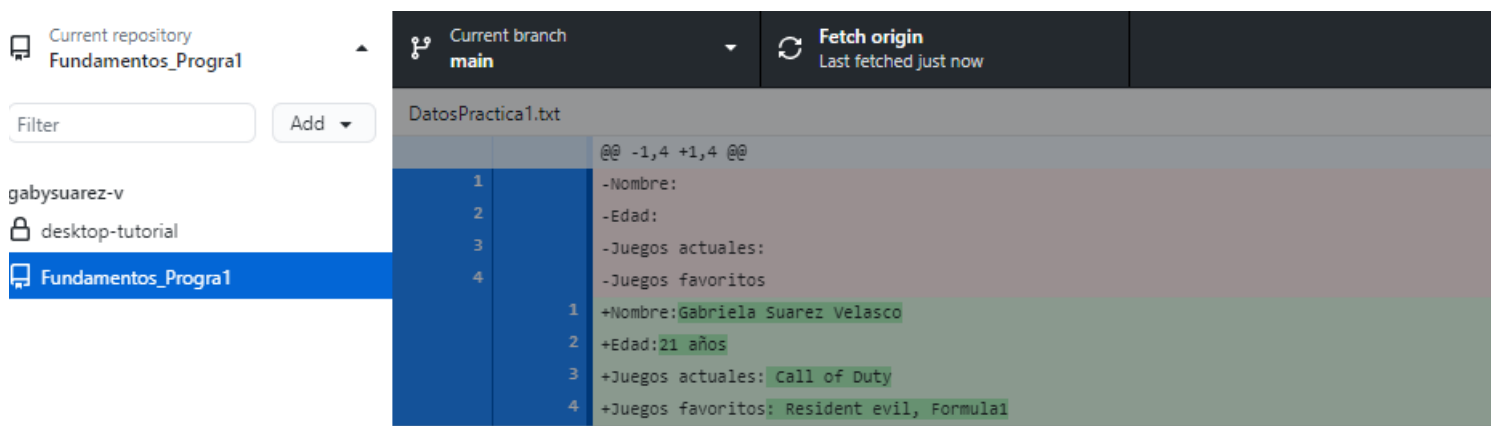 Current repository
Fundamentos_Progra1
Current branch
main
Fetch origin
Last fetched just now
Filter
Add
gabysuarez-v
desktop-tutorial
Fundamentos_Progra1
DatosPractica1.txt
@@ -1,4 +1,4 @@
1 -Nombre:
2 -Edad:
3 -Juegos actuales:
4 -Juegos favoritos
1 +Nombre:Gabriela Suarez Velasco
2 +Edad:21 años
3 +Juegos actuales: Call of Duty
4 +Juegos favoritos: Resident evil, Formula1